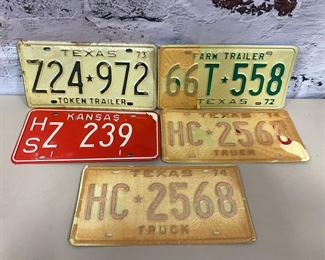 TEXAS 73
Z24★972
TOKEN TRAILER
FARM TRAILER
66T★558
TEXAS 72
KANSAS
HS Z 239
HC★2568
TRUCK
TEXAS 74
HC★2568
TRUCK